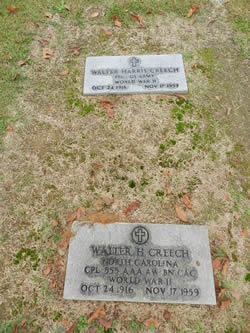 WALTER HARRIS CREECH
PFC US ARMY
WORLD WAR II
OCT 24 1916 NOV 17 1959
WALTER H CREECH
NORTH CAROLINA
CPL 555 AAA AW BN CAC
WORLD WAR II
OCT 24 1916 NOV 17 1959